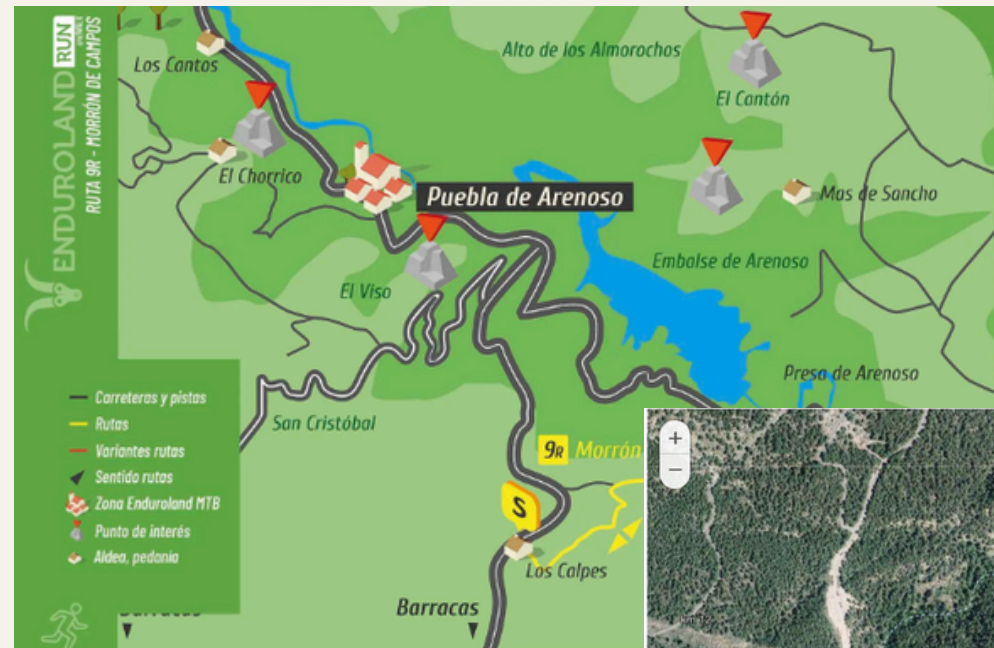 ENDUROLAND RUN
RUTA 9R - MORRÓN DE CAMPOS
Los Cantos
Alto de los Almorochos
El Cantón
El Chorrico
Puebla de Arenoso
Mas de Sancho
El Viso
Embalse de Arenoso
Presa de Arenoso
San Cristóbal
9R Morrón
S
Los Calpes
Barracas
Carreteras y pistas
Rutas
Variantes rutas
Sentido rutas
Zona Enduroland MTB
Punto de interés
Aldea, pedanía
+
−